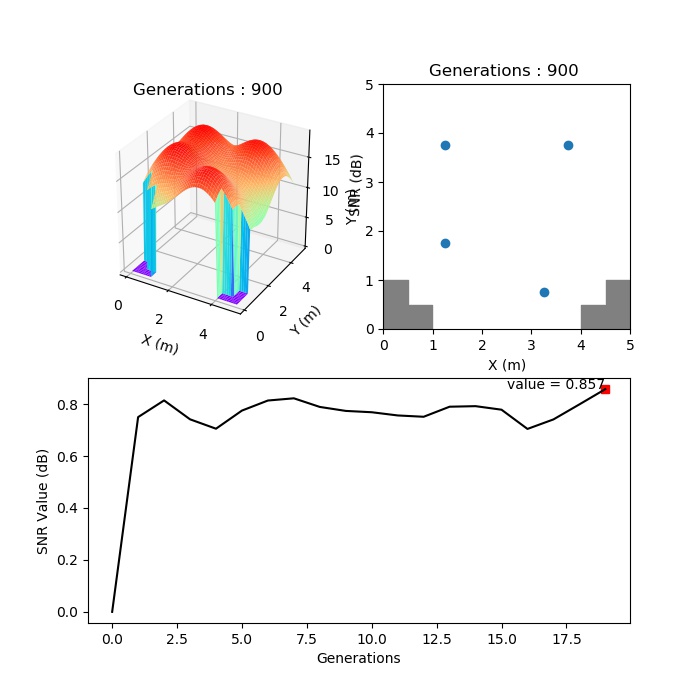 Generations : 900
0
2
4
X (m)
0
2
4
Y (m)
0
5
10
15
SNR (dB)
Generations : 900
5
4
3
2
1
0
Y (m)
0 1 2 3 4 5
X (m)
value = 0.857
0.8
0.6
0.4
0.2
0.0
SNR Value (dB)
0.0 2.5 5.0 7.5 10.0 12.5 15.0 17.5
Generations